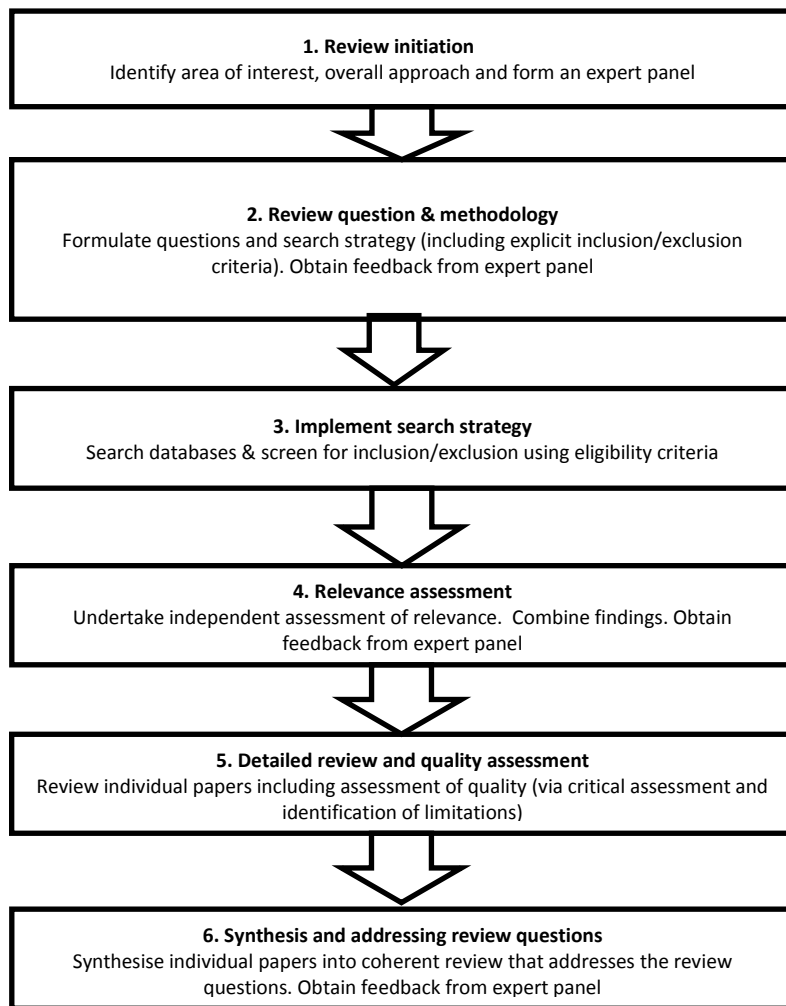 1. Review initiation
Identify area of interest, overall approach and form an expert panel
2. Review question & methodology
Formulate questions and search strategy (including explicit inclusion/exclusion
criteria). Obtain feedback from expert panel
3. Implement search strategy
Search databases & screen for inclusion/exclusion using eligibility criteria
4. Relevance assessment
Undertake independent assessment of relevance.  Combine findings. Obtain
feedback from expert panel
5. Detailed review and quality assessment
Review individual papers including assessment of quality (via critical assessment and
identification of limitations)
6. Synthesis and addressing review questions
Synthesise individual papers into coherent review that addresses the review
questions. Obtain feedback from expert panel